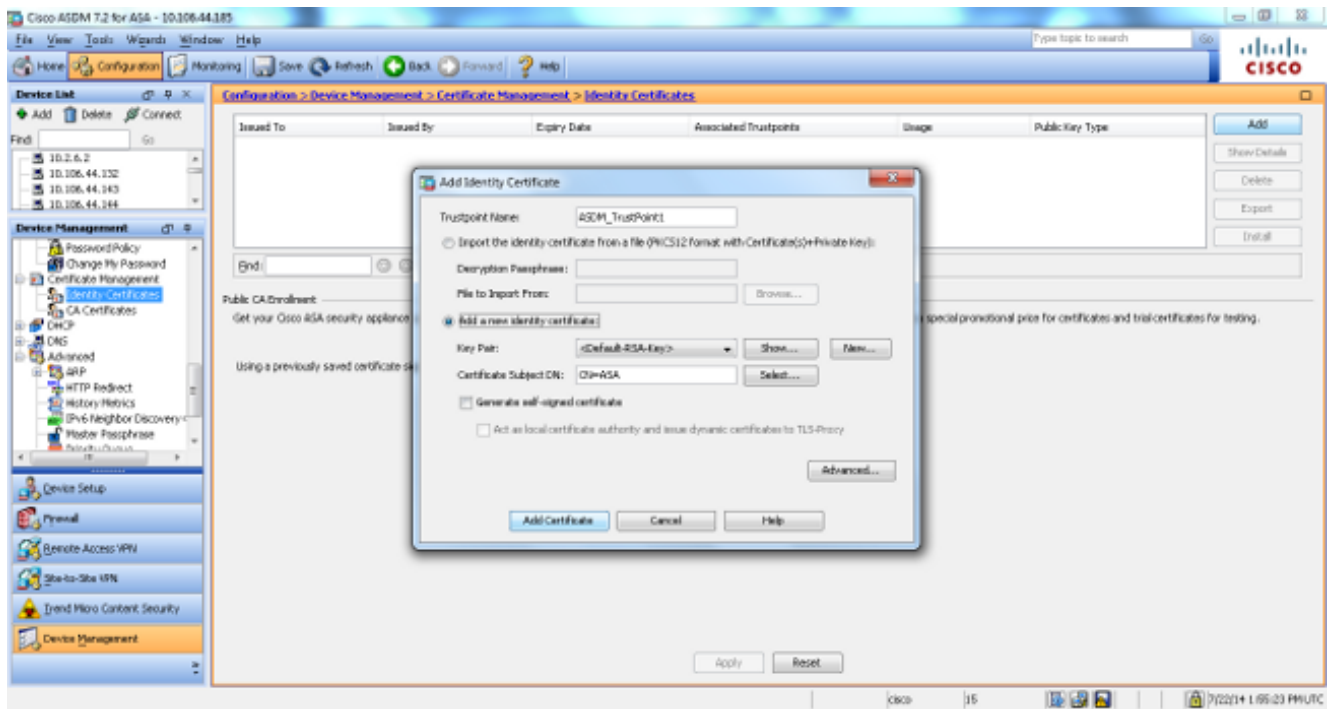 Cisco ASDM 7.2 for ASA - 10.106.44.185
File View Tools Wizards Window Help
Type topic to search Go
Home Configuration Monitoring Save Refresh Back Forward Help
CISCO
Device List
Add Delete Connect
Find: Go
10.2.6.2
10.106.44.132
10.106.44.143
10.106.44.144
Device Management
Password Policy
Change My Password
Certificate Management
Identity Certificates
CA Certificates
DHCP
DNS
Advanced
ARP
HTTP Redirect
History Metrics
IPv6 Neighbor Discovery
Master Passphrase
Priority Queue
Device Setup
Firewall
Remote Access VPN
Site-to-Site VPN
Trend Micro Content Security
Device Management
Configuration > Device Management > Certificate Management > Identity Certificates
Issued To Issued By Expiry Date Associated Trustpoints Usage Public Key Type
Add
Show Details
Delete
Export
Install
Find:
Public CA Enrollment
Get your Cisco ASA security appliance
special promotional price for certificates and trial certificates for testing.
Using a previously saved certificate
Add Identity Certificate
Trustpoint Name: ASDM_TrustPoint1
Import the identity certificate from a file (PKCS12 format with Certificate(s)+Private Key):
Decryption Passphrase:
File to Import From: Browse...
Add a new identity certificate:
Key Pair: <Default-RSA-Key> Show... New...
Certificate Subject DN: CN=ASA Select...
Generate self-signed certificate
Act as local certificate authority and issue dynamic certificates to TLS-Proxy
Advanced...
Add Certificate Cancel Help
Apply Reset
cisco 15 7/22/14 1:55:23 PM UTC